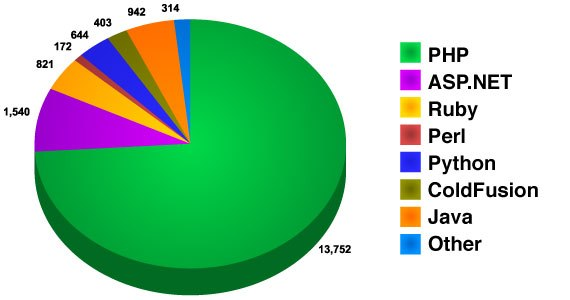 314
942
403
644
172
821
1,540
13,752
PHP
ASP.NET
Ruby
Perl
Python
ColdFusion
Java
Other